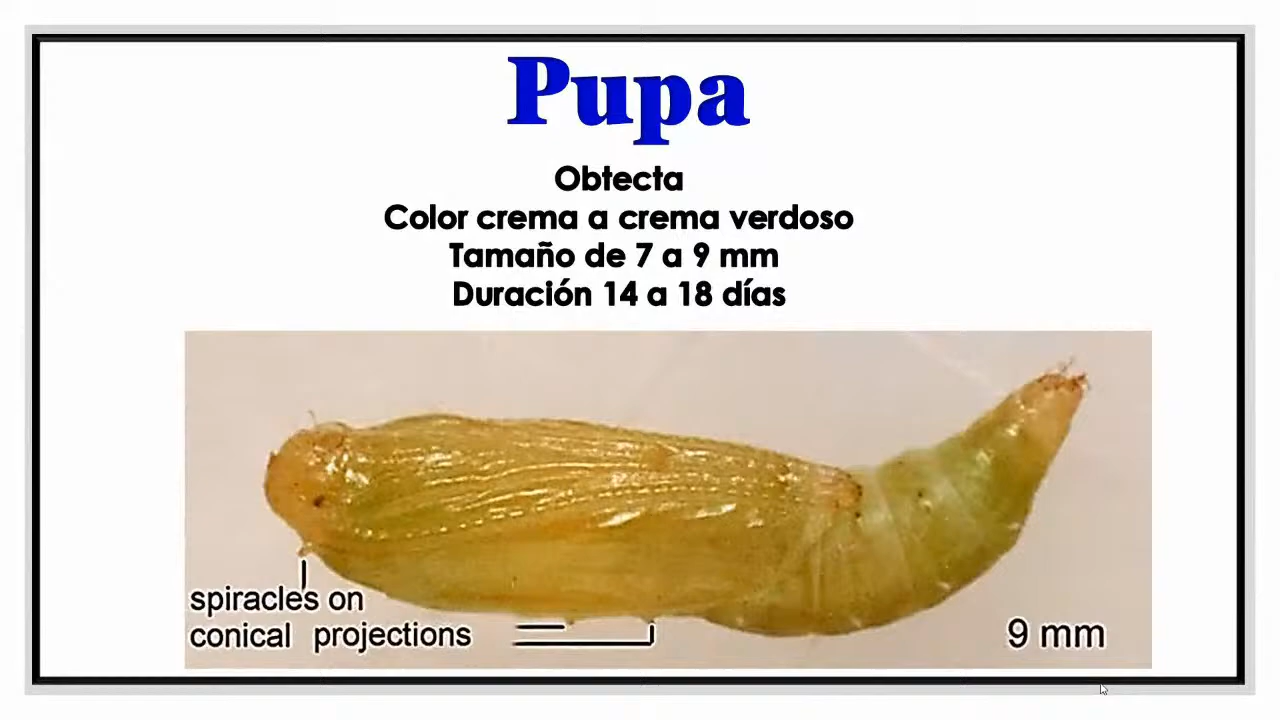 Pupa
Obtecta
Color crema a crema verdoso
Tamaño de 7 a 9 mm
Duración 14 a 18 días
spiracles on
conical projections
9 mm